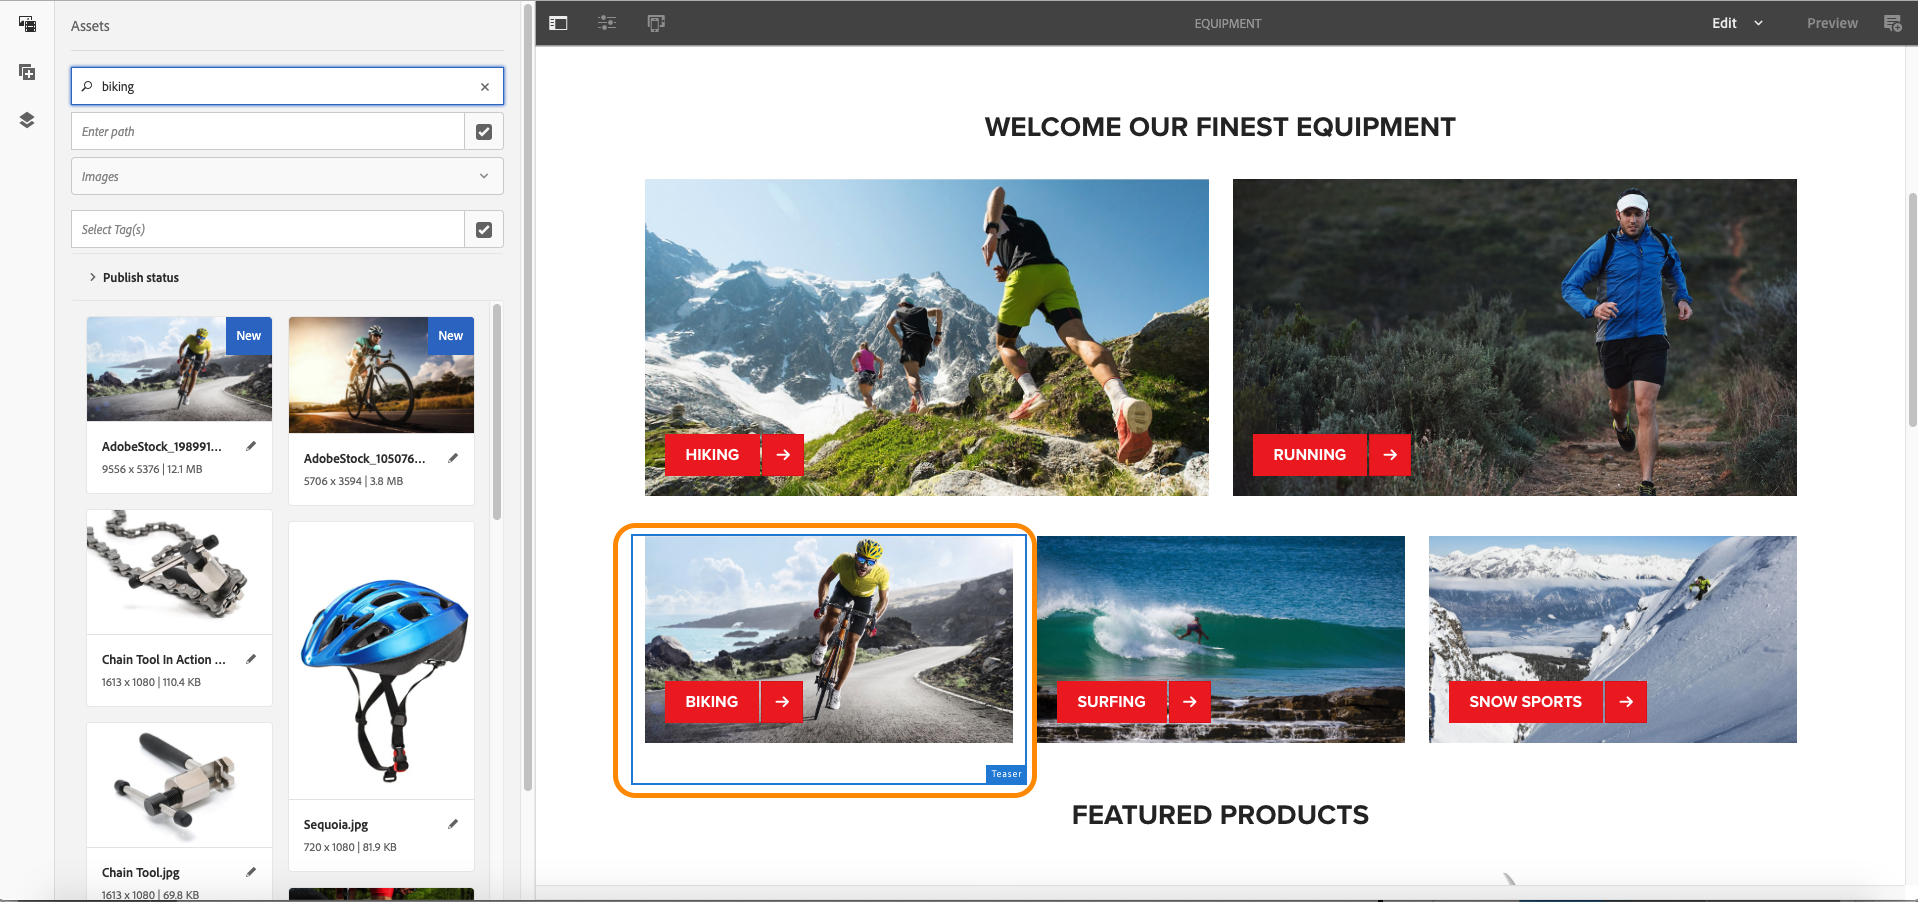 Assets
biking
Enter path
Images
Select Tag(s)
Publish status
New
AdobeStock_198991...
9556 x 5376 | 12.1 MB
New
AdobeStock_105076...
5706 x 3594 | 3.8 MB
Chain Tool In Action ...
1613 x 1080 | 110.4 KB
Sequoia.jpg
720 x 1080 | 81.9 KB
Chain Tool.jpg
1613 x 1080 | 69.8 KB
EQUIPMENT
Edit
Preview
WELCOME OUR FINEST EQUIPMENT
HIKING
RUNNING
BIKING
SURFING
SNOW SPORTS
Teaser
FEATURED PRODUCTS